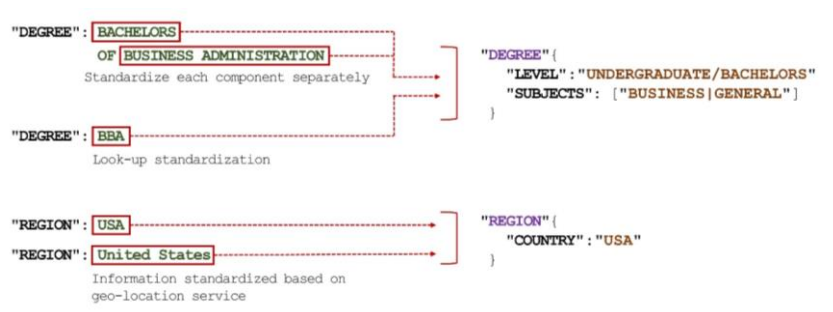 "DEGREE": BACHELORS
OF BUSINESS ADMINISTRATION
Standardize each component separately
"DEGREE": BBA
Look-up standardization
"DEGREE"{
"LEVEL":"UNDERGRADUATE/BACHELORS"
"SUBJECTS": ["BUSINESS|GENERAL"]
}
"REGION": USA
"REGION": United States
Information standardized based on
geo-location service
"REGION"{
"COUNTRY":"USA"
}